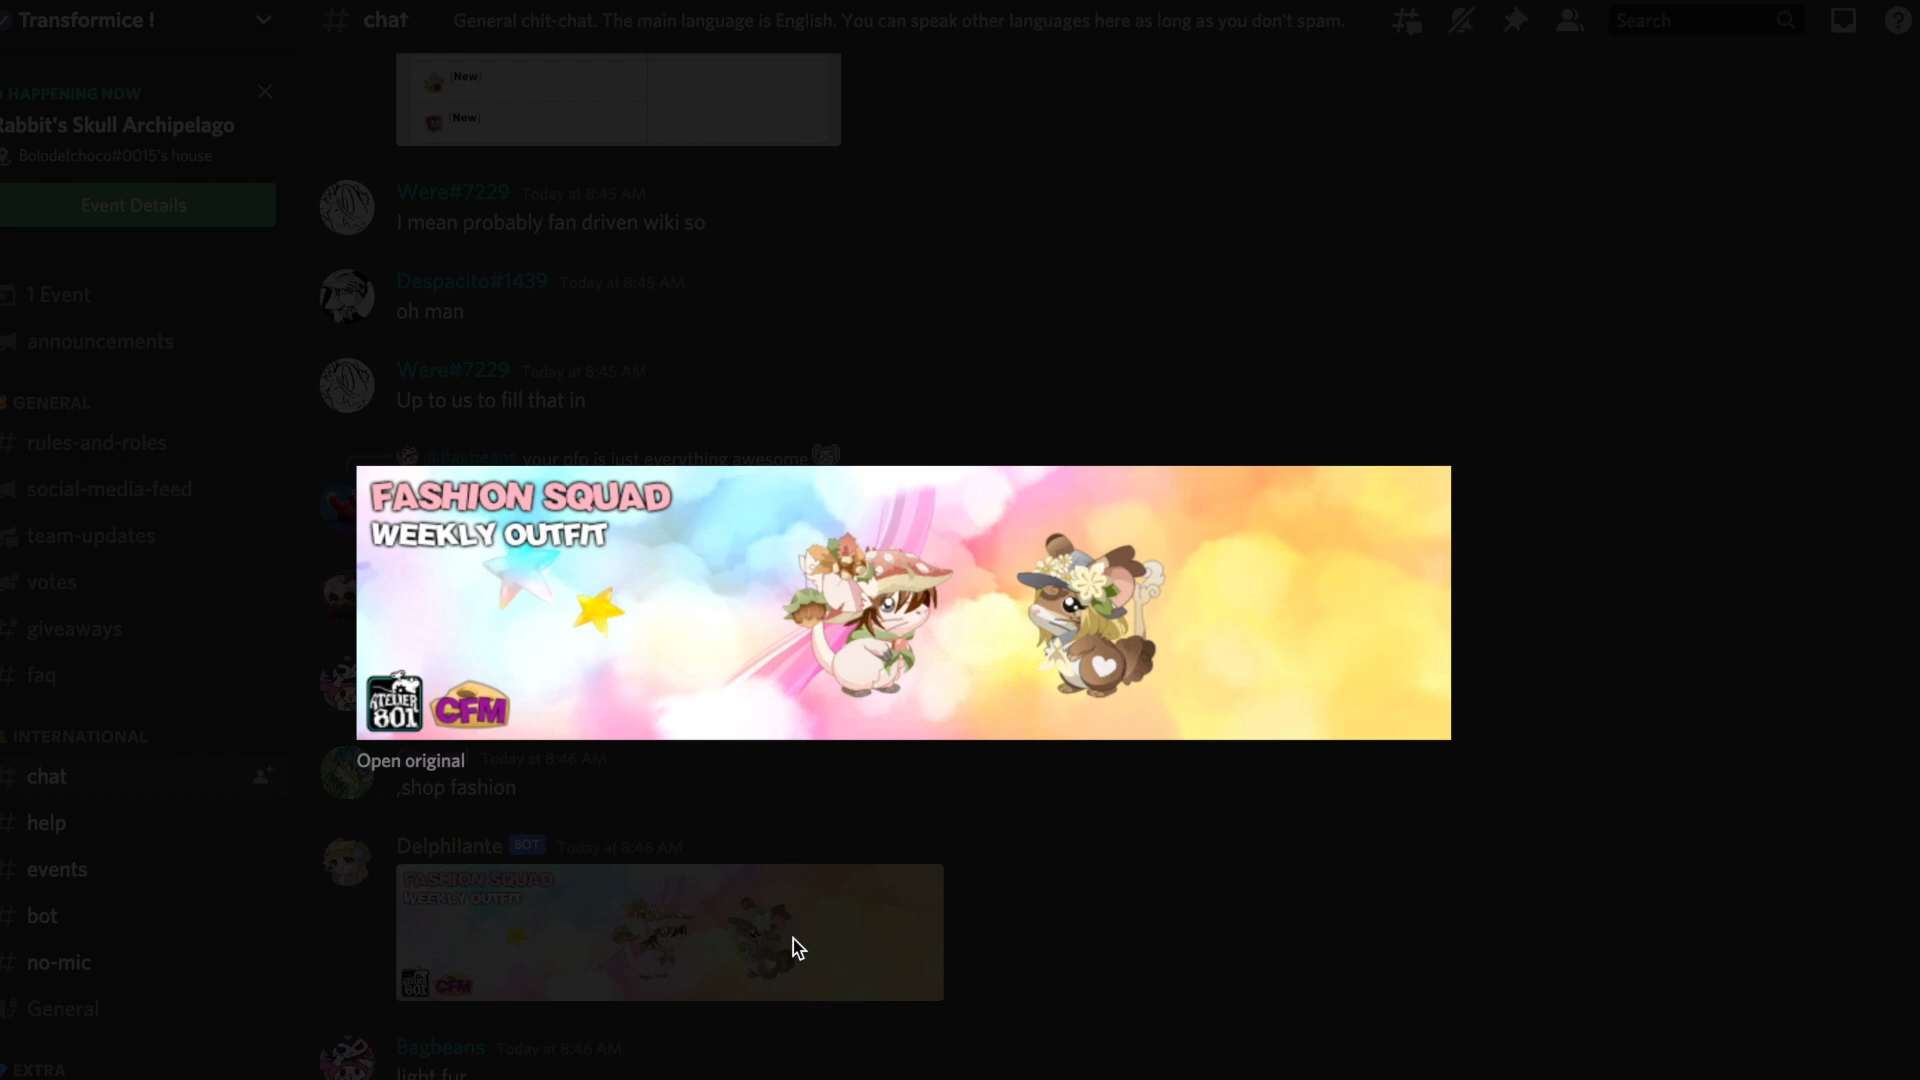 Transformice !
HAPPENING NOW
Rabbit's Skull Archipelago
Bolodefchoco#0015's house
Event Details
1 Event
announcements
GENERAL
rules-and-roles
social-media-feed
team-updates
votes
giveaways
faq
INTERNATIONAL
chat
help
events
bot
no-mic
General
EXTRA
chat
General chit-chat. The main language is English. You can speak other languages here as long as you don't spam.
Search
(New)
(New)
Were#7229 Today at 8:45 AM
I mean probably fan driven wiki so
Despacito#1439 Today at 8:45 AM
oh man
Were#7229 Today at 8:45 AM
Up to us to fill that in
@Bagbeans your pfp is just everything awesome
FASHION SQUAD
WEEKLY OUTFIT
ATELIER
801
CFM
Open original
Today at 8:46 AM
,shop fashion
Delphilante BOT Today at 8:46 AM
FASHION SQUAD
WEEKLY OUTFIT
801
CFM
Bagbeans Today at 8:46 AM
light fur